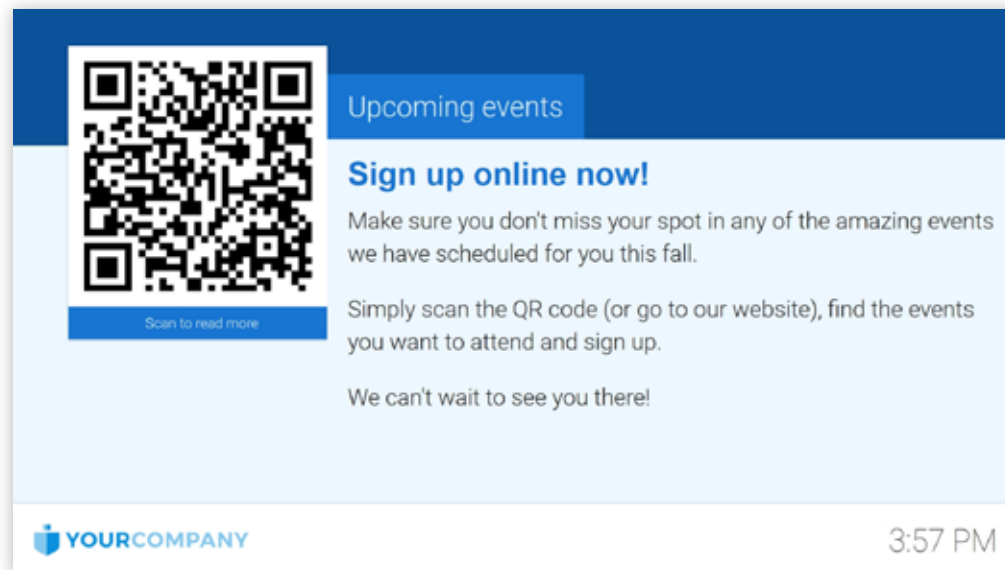 Upcoming events
Sign up online now!
Make sure you don't miss your spot in any of the amazing events
we have scheduled for you this fall.
Simply scan the QR code (or go to our website), find the events
you want to attend and sign up.
We can't wait to see you there!
Scan to read more
YOURCOMPANY
3:57 PM